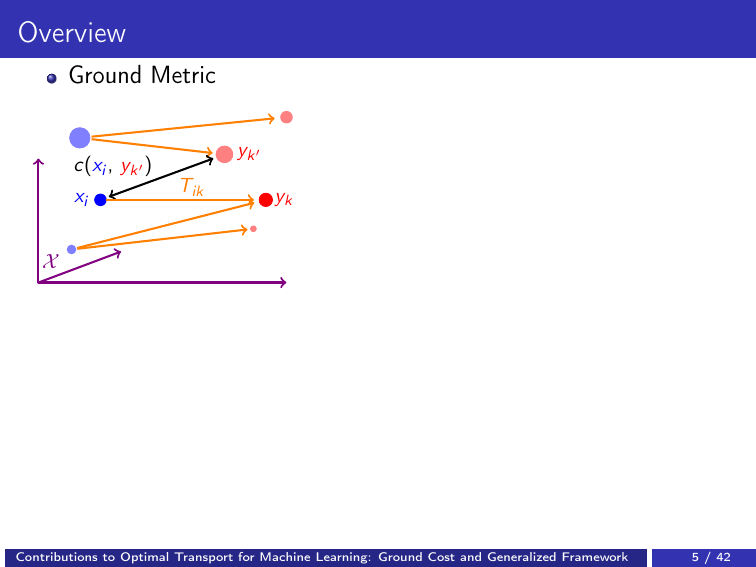 Overview
Ground Metric
y_{k'}
c(x_i, y_{k'})
T_{ik}
x_i
y_k
𝒳
Contributions to Optimal Transport for Machine Learning: Ground Cost and Generalized Framework
5 / 42